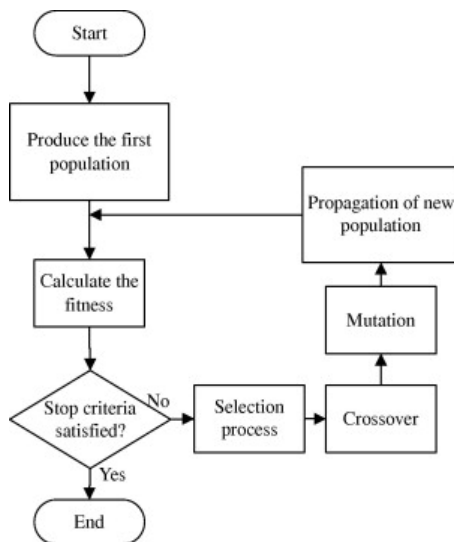 Start
Produce the first
population
Propagation of new
population
Calculate the
fitness
Mutation
Stop criteria
satisfied?
No
Selection
process
Crossover
Yes
End